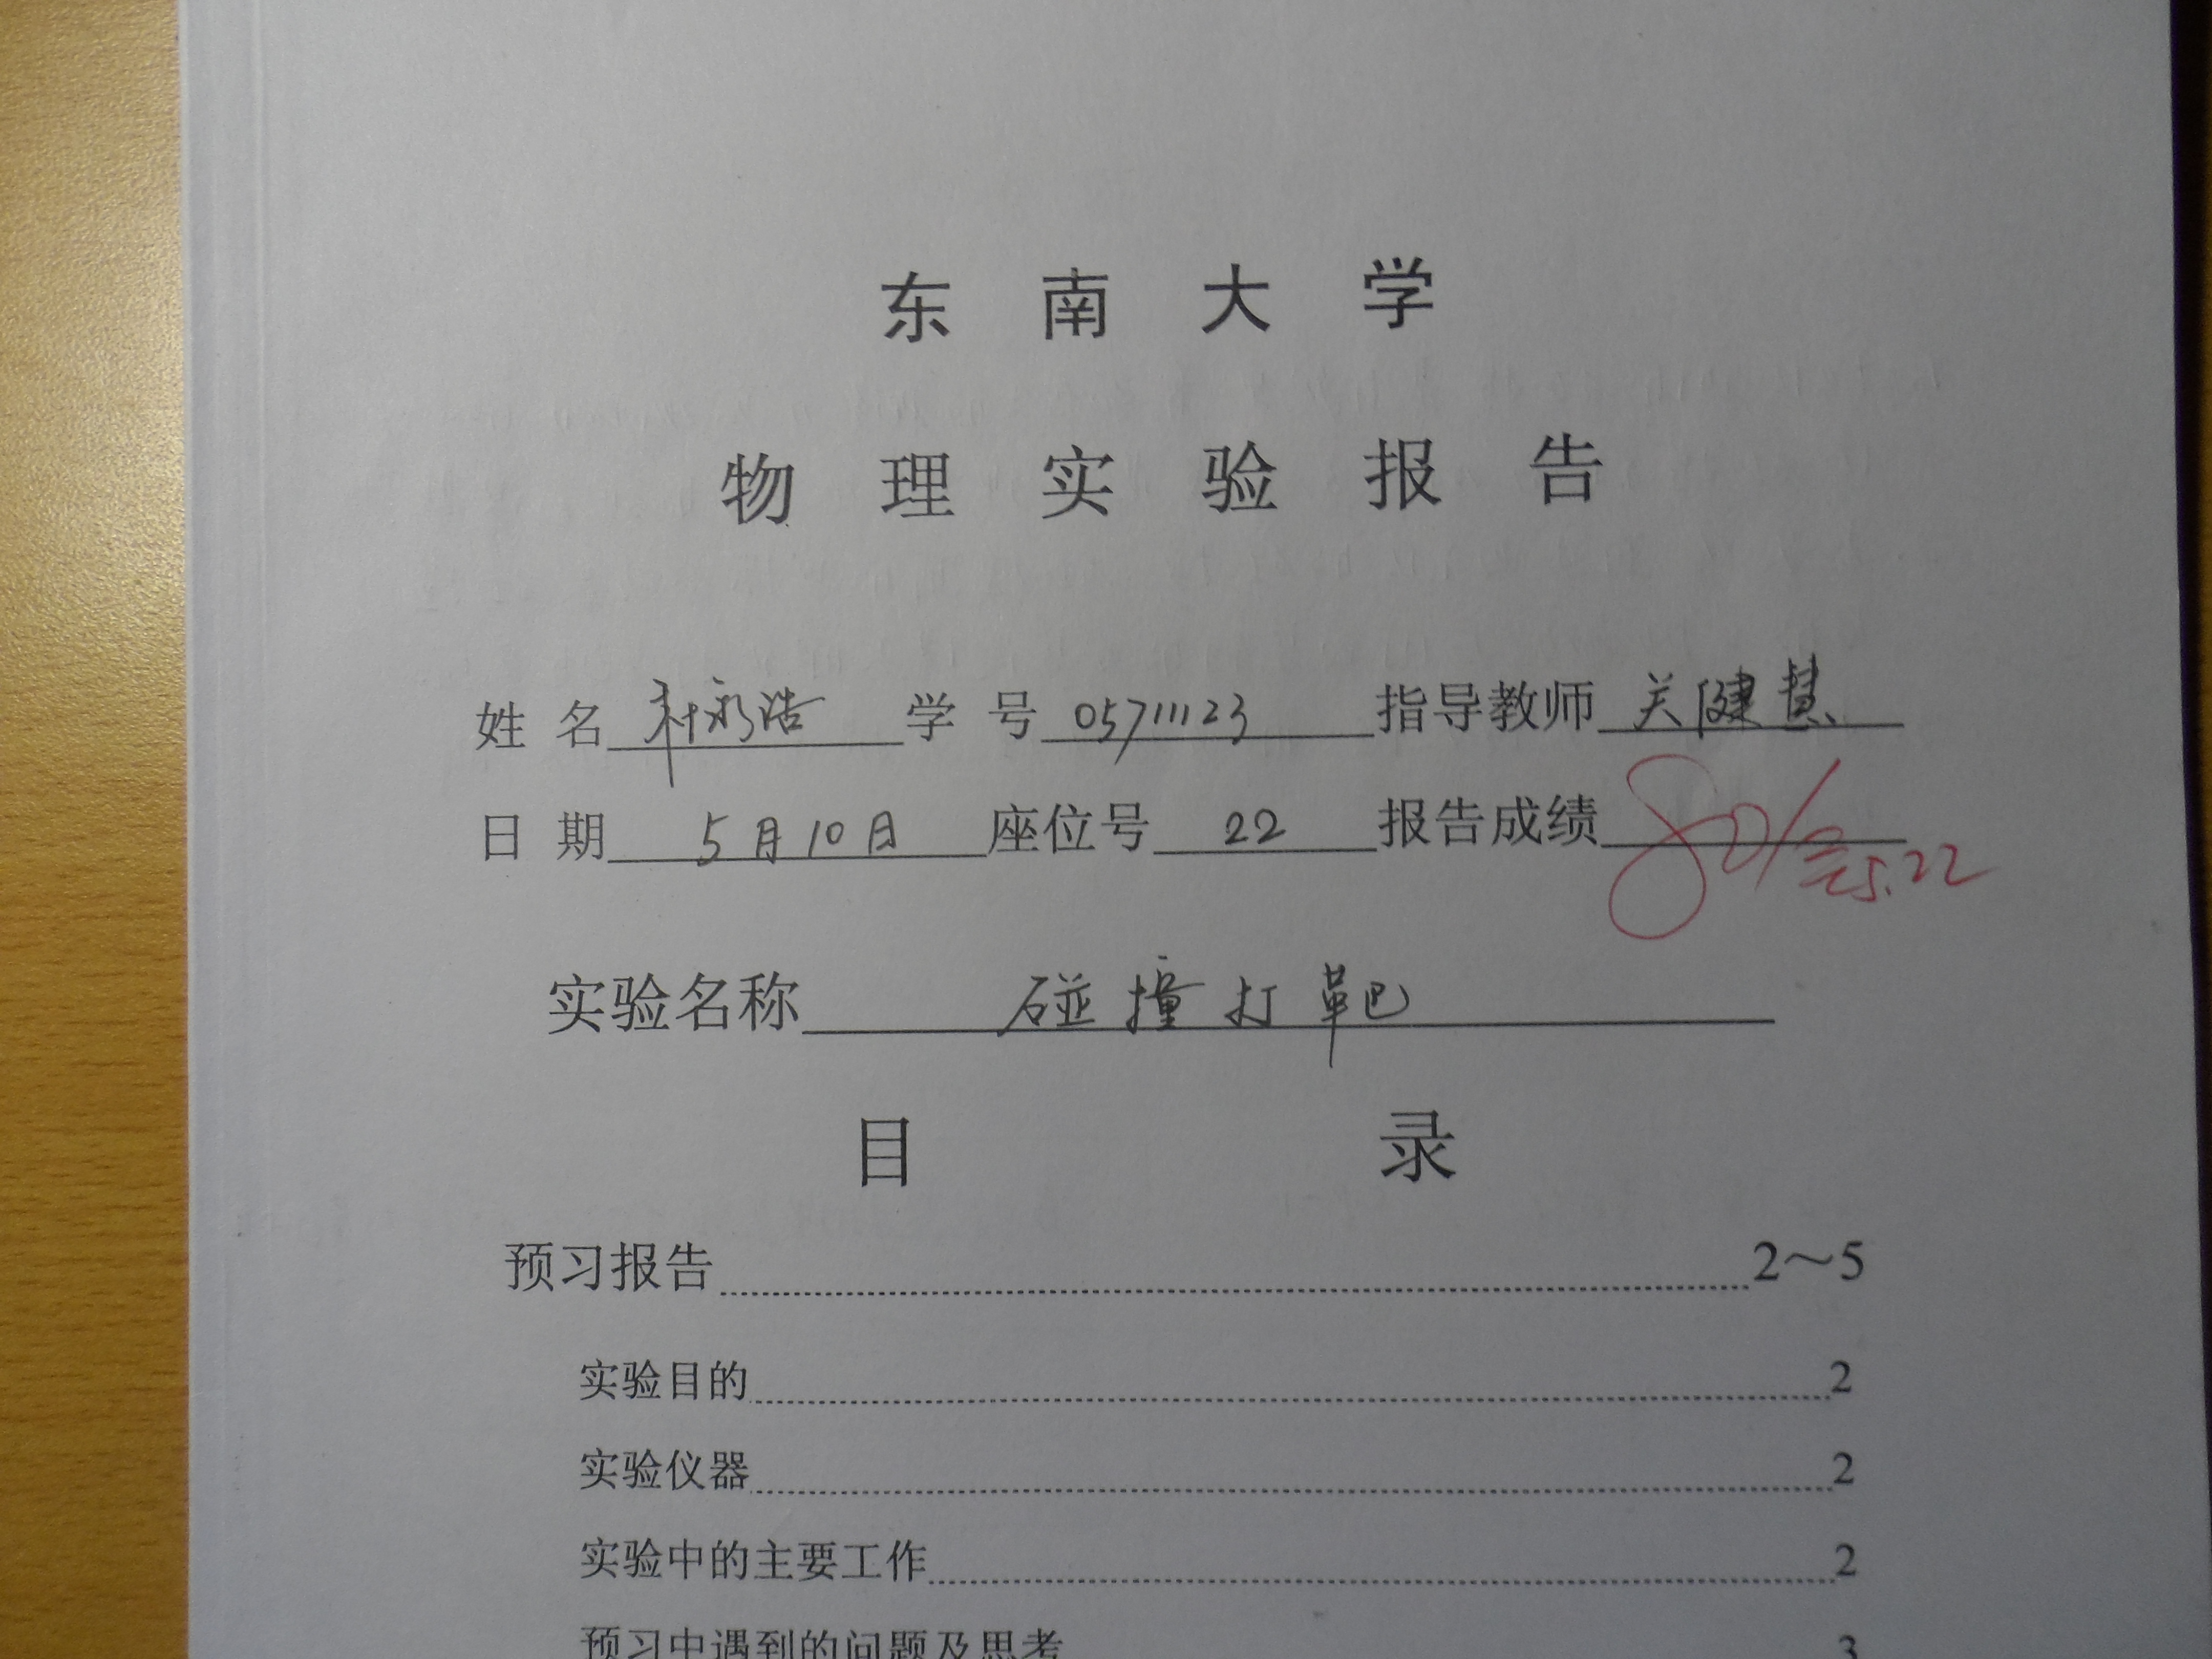 东南大学
物理实验报告
姓名 永浩 学号 05711123 指导教师 关健慧
日期 5月10日 座位号 22 报告成绩
5.22
实验名称 碰撞打靶
目录
预习报告 2～5
实验目的 2
实验仪器 2
实验中的主要工作 2
预习中遇到的问题及思考 3